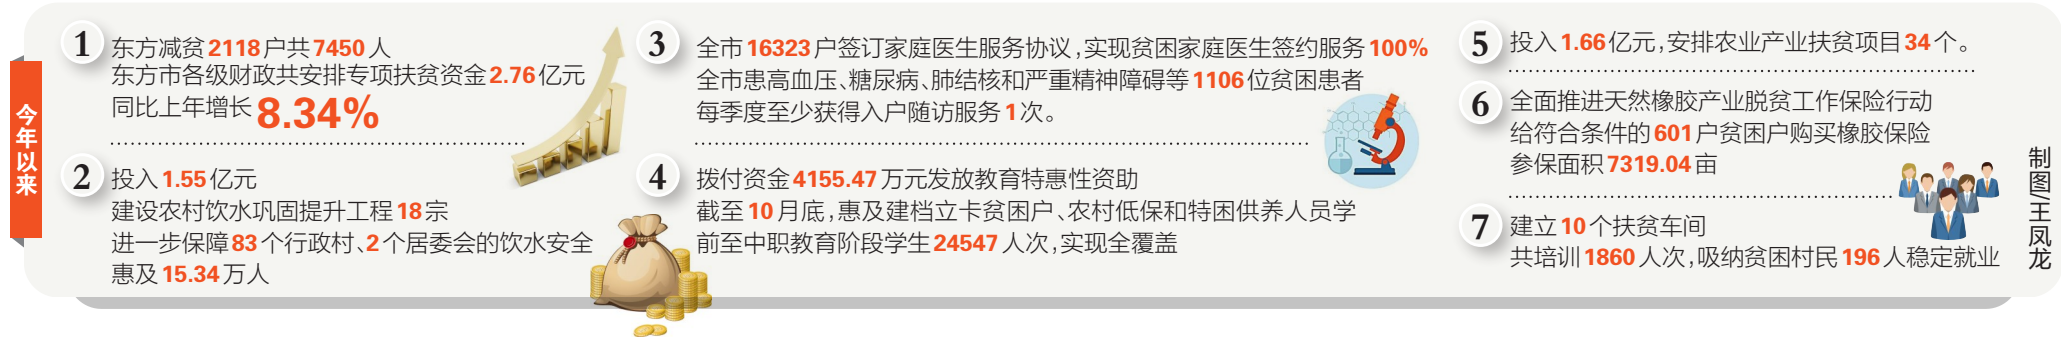 今年以来
1
东方减贫2118户共7450人
东方市各级财政共安排专项扶贫资金2.76亿元
同比上年增长8.34%
2
投入1.55亿元
建设农村饮水巩固提升工程18宗
进一步保障83个行政村、2个居委会的饮水安全
惠及15.34万人
3
全市16323户签订家庭医生服务协议,实现贫困家庭医生签约服务100%
全市患高血压、糖尿病、肺结核和严重精神障碍等1106位贫困患者
每季度至少获得入户随访服务1次。
4
拨付资金4155.47万元发放教育特惠性资助
截至10月底,惠及建档立卡贫困户、农村低保和特困供养人员学
前至中职教育阶段学生24547人次,实现全覆盖
5
投入1.66亿元,安排农业产业扶贫项目34个。
6
全面推进天然橡胶产业脱贫工作保险行动
给符合条件的601户贫困户购买橡胶保险
参保面积7319.04亩
7
建立10个扶贫车间
共培训1860人次,吸纳贫困村民196人稳定就业
制图/王凤龙